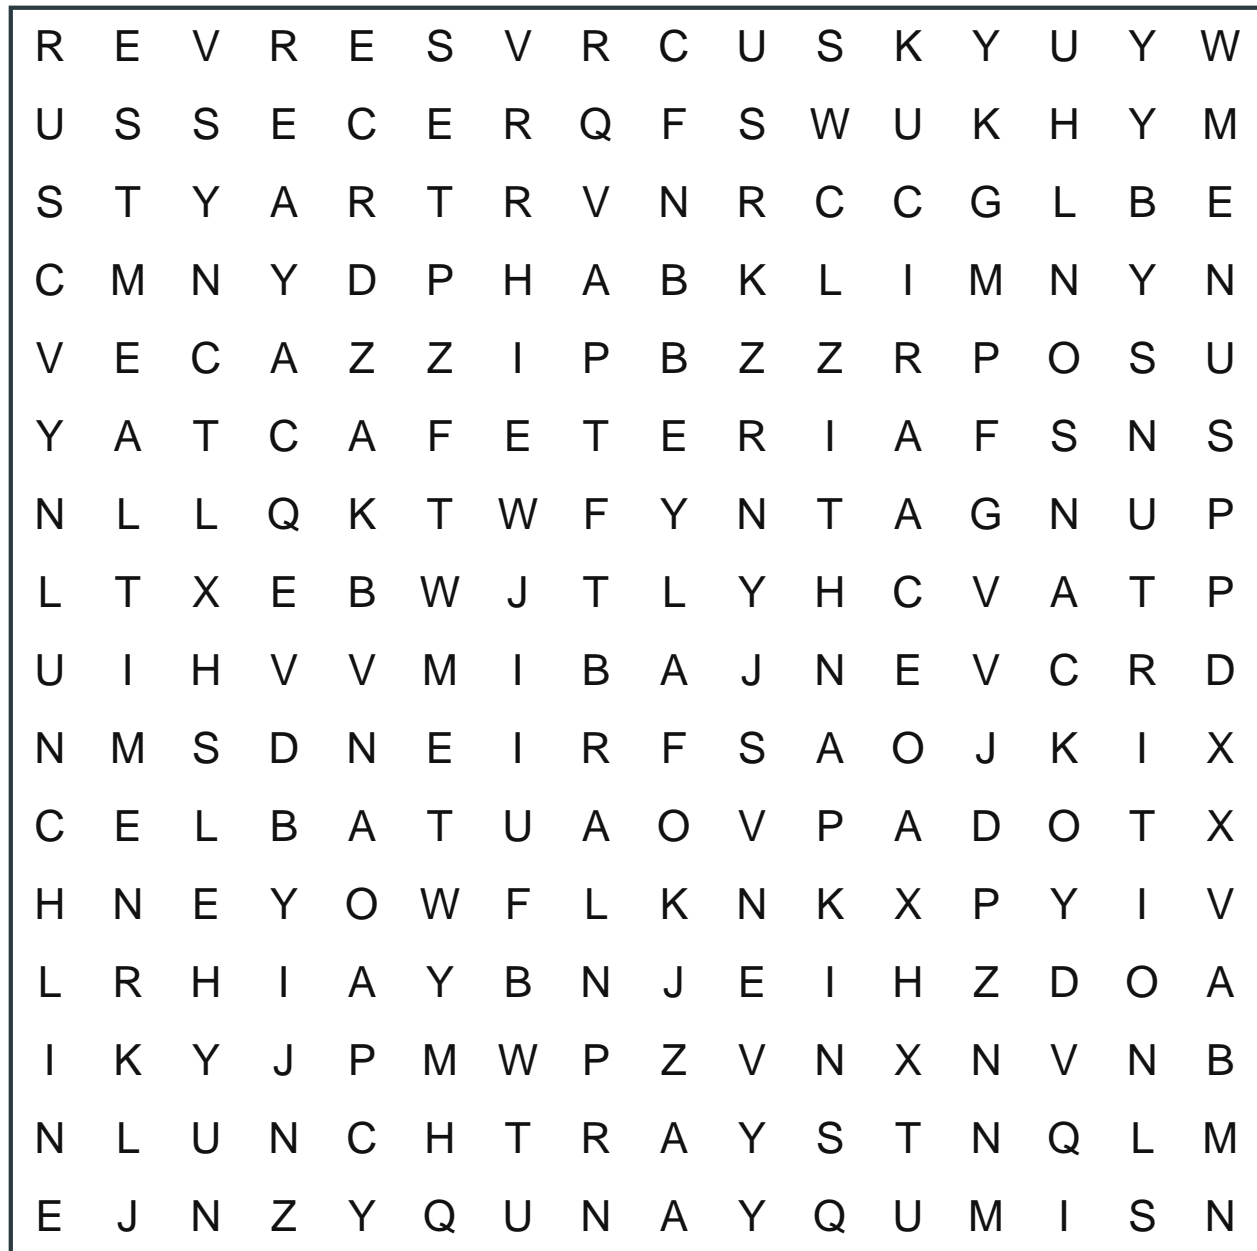 R E V R E S V R C U S K Y U Y W
U S S E C E R Q F S W U K H Y M
S T Y A R T R V N R C C G L B E
C M N Y D P H A B K L I M N Y N
V E C A Z Z I P B Z Z R P O S U
Y A T C A F E T E R I A F S N S
N L L Q K T W F Y N T A G N U P
L T X E B W J T L Y H C V A T P
U I H V V M I B A J N E V C R D
N M S D N E I R F S A O J K I X
C E L B A T U A O V P A D O T X
H N E Y O W F L K N K X P Y I V
L R H I A Y B N J E I H Z D O A
I K Y J P M W P Z V N X N V N B
N L U N C H T R A Y S T N Q L M
E J N Z Y Q U N A Y Q U M I S N